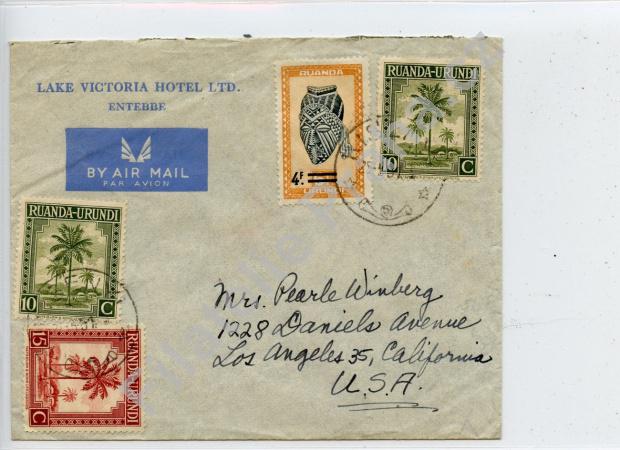 LAKE VICTORIA HOTEL LTD.
ENTEBBE
BY AIR MAIL
PAR AVION
RUANDA
4F.
URUNDI
RUANDA-URUNDI
10 C
RUANDA-URUNDI
10 C
RUANDA-URUNDI
15 C
Mrs. Pearle Winberg
1228 Daniels Avenue
Los Angeles 35, California
U.S.A.